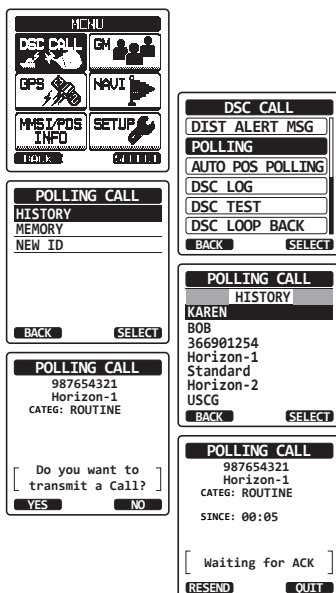 MENU
DSC CALL
GM
GPS
NAVI
MMSI/POS INFO
SETUP
BACK
SELECT
DSC CALL
DIST ALERT MSG
POLLING
AUTO POS POLLING
DSC LOG
DSC TEST
DSC LOOP BACK
BACK SELECT
POLLING CALL
HISTORY
MEMORY
NEW ID
BACK SELECT
POLLING CALL
HISTORY
KAREN
BOB
366901254
Horizon-1
Standard
Horizon-2
USCG
BACK SELECT
POLLING CALL
987654321
Horizon-1
CATEG: ROUTINE
Do you want to
transmit a Call?
YES NO
POLLING CALL
987654321
Horizon-1
CATEG: ROUTINE
SINCE: 00:05
Waiting for ACK
RESEND QUIT